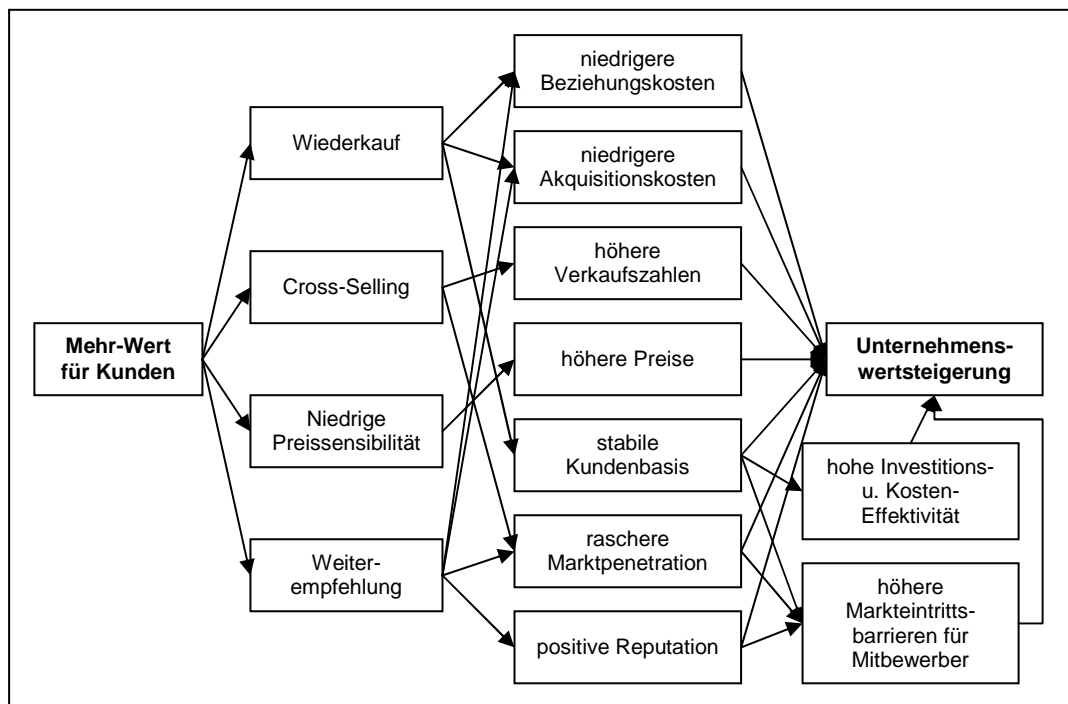 Mehr-Wert
für Kunden
Wiederkauf
Cross-Selling
Niedrige
Preissensibilität
Weiter-
empfehlung
niedrigere
Beziehungskosten
niedrigere
Akquisitionskosten
höhere
Verkaufszahlen
höhere Preise
stabile
Kundenbasis
raschere
Marktpenetration
positive Reputation
Unternehmens-
wertsteigerung
hohe Investitions-
u. Kosten-
Effektivität
höhere
Markteintritts-
barrieren für
Mitbewerber